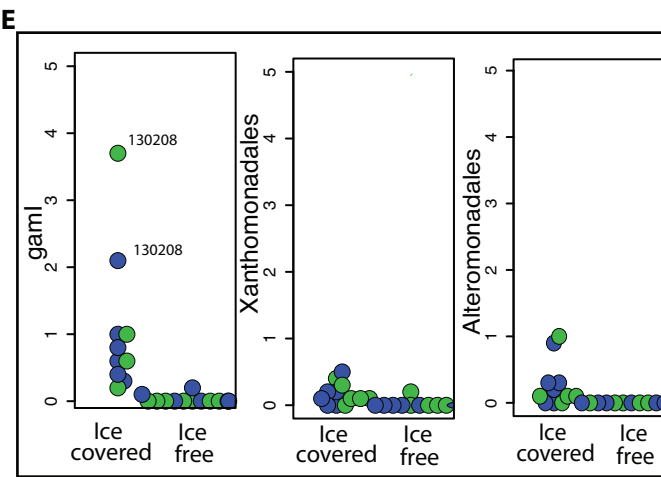 E
gamI
5
4
3
2
1
0
130208
130208
Ice
covered
Ice
free
Xanthomonadales
5
4
3
2
1
0
Ice
covered
Ice
free
Alteromonadales
5
4
3
2
1
0
Ice
covered
Ice
free